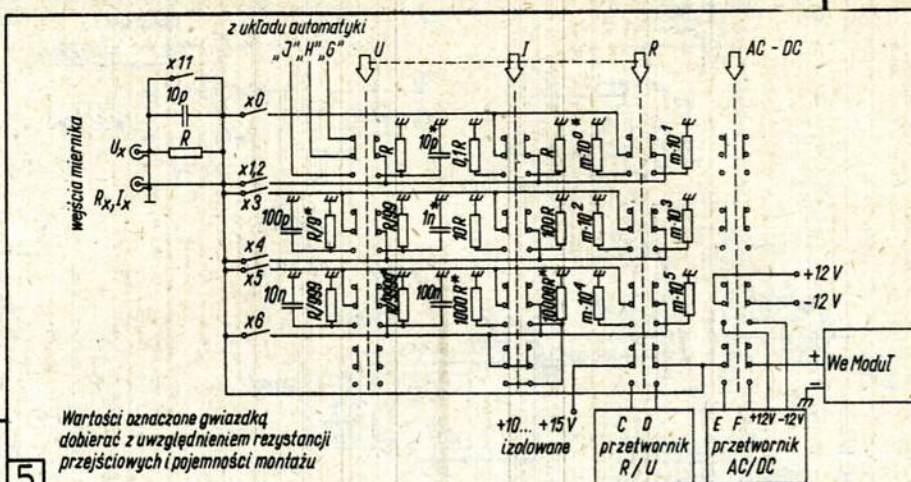 z układu automatyki
„J”„H”„G”
U
I
R
AC - DC
x11
10p
x0
R
Ux
Rx,Ix
wejścia miernika
x1,2
x3
x4
x5
x6
R
10p*
0,1R
R
m·10⁰*
m·10¹
100p
R/9*
R/99
1n*
10R
100R
m·10²
m·10³
10n
R/999
100n
1000R*
m·10⁴
m·10⁵
+12 V
-12V
+
-
We Moduł
+10... +15V
izolowane
C D
przetwornik
R / U
E F +12V -12V
przetwornik
AC/DC
Wartości oznaczone gwiazdką
dobierać z uwzględnieniem rezystancji
przejściowych i pojemności montażu
5